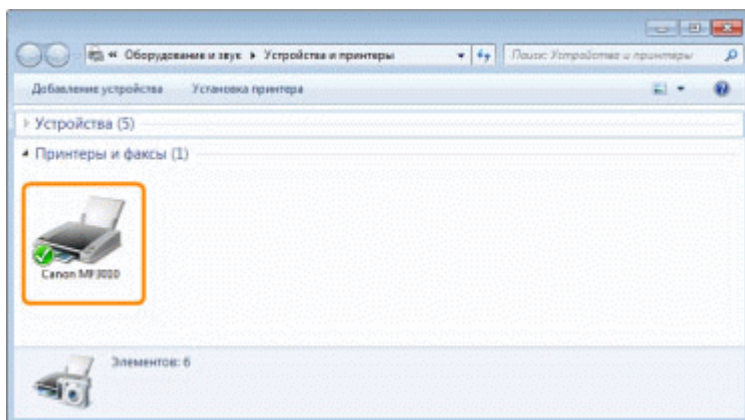 « Оборудование и звук ▸ Устройства и принтеры
Поиск: Устройства и принтеры
Добавление устройства Установка принтера
Устройства (5)
Принтеры и факсы (1)
Canon MF3010
Элементов: 6